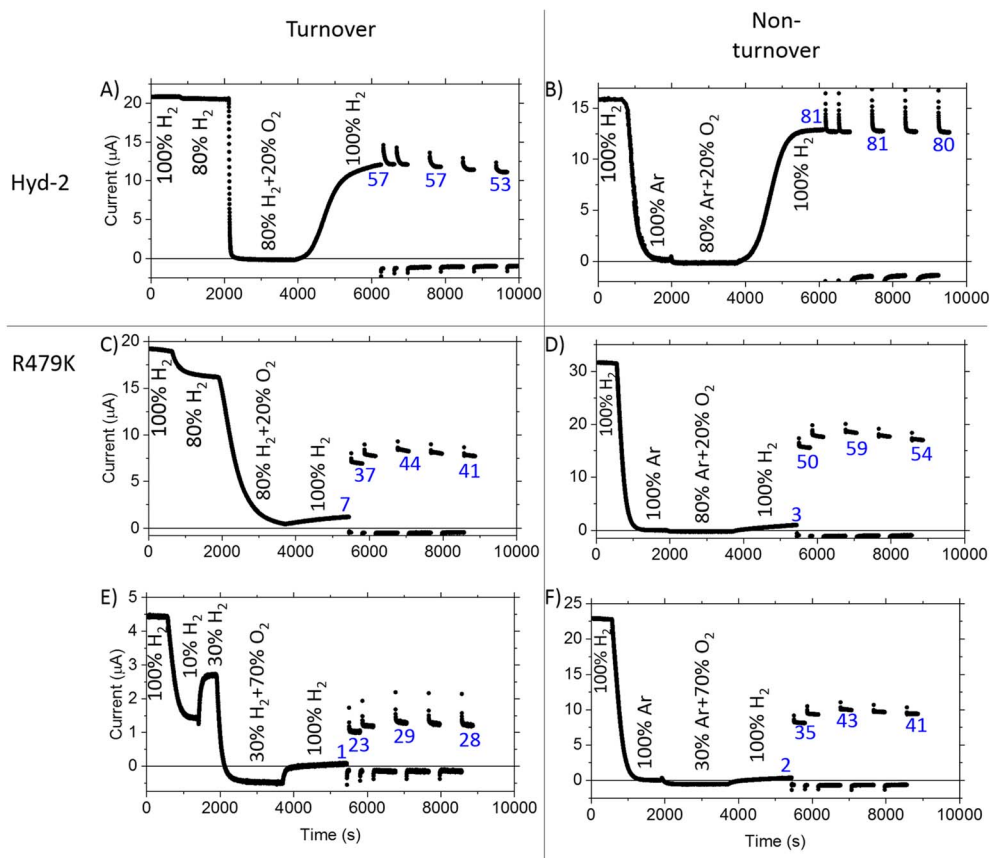 Turnover
Non-
turnover
Hyd-2
A)
Current (µA)
20
15
10
5
0
100% H2
80% H2
80% H2+20% O2
100% H2
57
57
53
0 2000 4000 6000 8000 10000
B)
15
10
5
0
100% H2
100% Ar
80% Ar+20% O2
100% H2
81
81
80
0 2000 4000 6000 8000 10000
R479K
C)
Current (µA)
20
15
10
5
0
100% H2
80% H2
80% H2+20% O2
100% H2
7
37
44
41
0 2000 4000 6000 8000 10000
D)
30
20
10
0
100% H2
100% Ar
80% Ar+20% O2
100% H2
3
50
59
54
0 2000 4000 6000 8000 10000
E)
Current (µA)
5
4
3
2
1
0
100% H2
10% H2
30% H2
30% H2+70% O2
100% H2
1
23
29
28
0 2000 4000 6000 8000 10000
Time (s)
F)
25
20
15
10
5
0
100% H2
100% Ar
30% Ar+70% O2
100% H2
2
35
43
41
0 2000 4000 6000 8000 10000
Time (s)